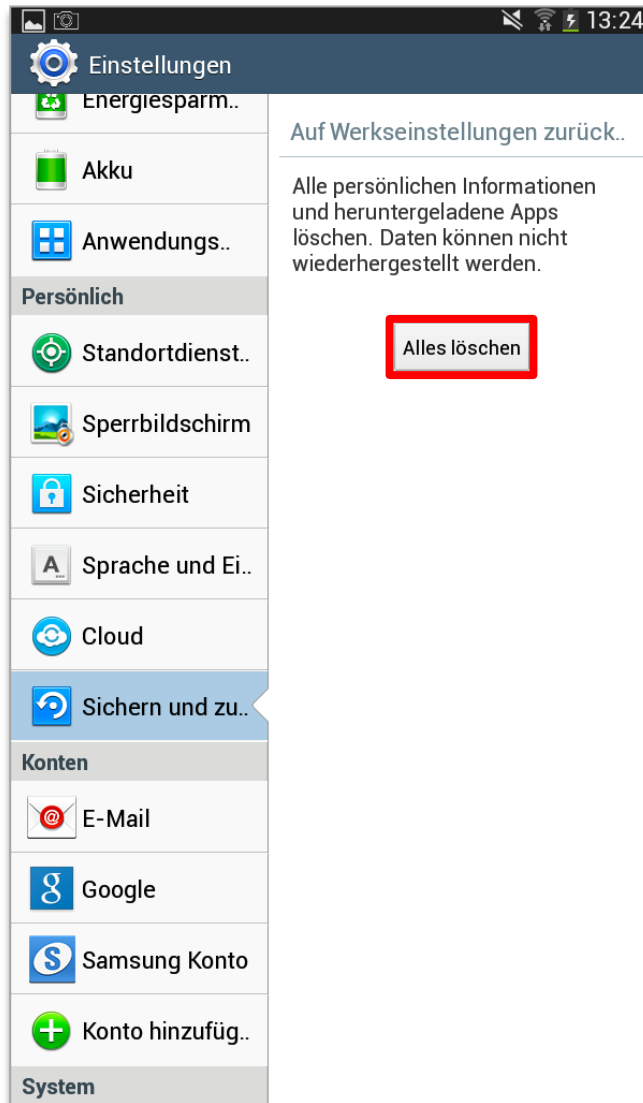 13:24
Einstellungen
Energiesparm..
Akku
Anwendungs..
Persönlich
Standortdienst..
Sperrbildschirm
Sicherheit
A
Sprache und Ei..
Cloud
Sichern und zu..
Konten
@
E-Mail
g
Google
S
Samsung Konto
Konto hinzufüg..
System
Auf Werkseinstellungen zurück..
Alle persönlichen Informationen
und heruntergeladene Apps
löschen. Daten können nicht
wiederhergestellt werden.
Alles löschen